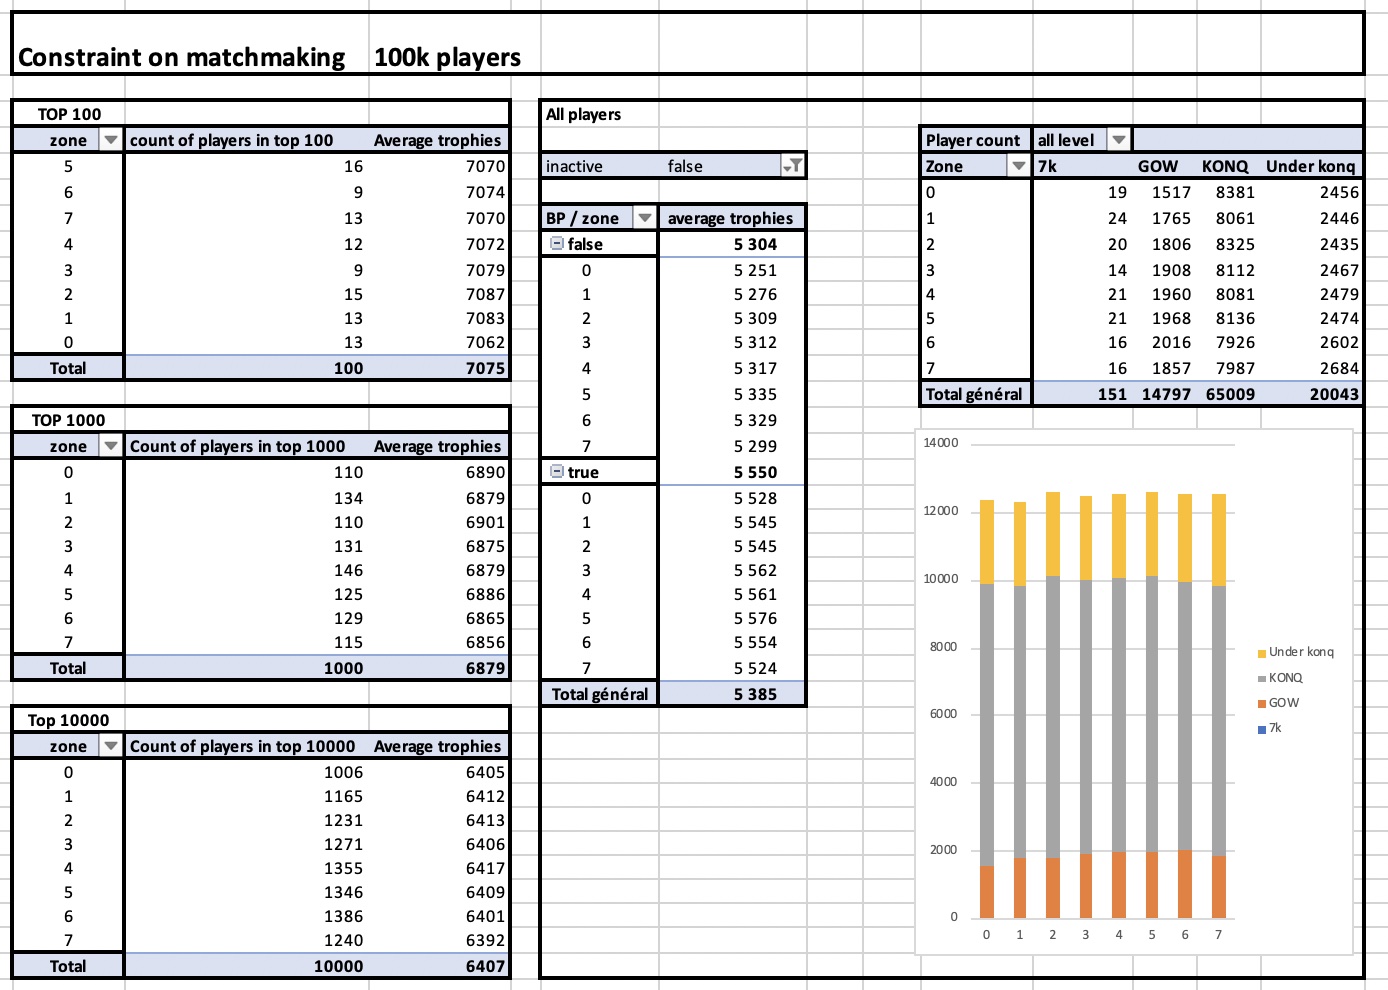 Constraint on matchmaking 100k players
TOP 100
zone count of players in top 100 Average trophies
5 16 7070
6 9 7074
7 13 7070
4 12 7072
3 9 7079
2 15 7087
1 13 7083
0 13 7062
Total 100 7075
TOP 1000
zone Count of players in top 1000 Average trophies
0 110 6890
1 134 6879
2 110 6901
3 131 6875
4 146 6879
5 125 6886
6 129 6865
7 115 6856
Total 1000 6879
Top 10000
zone Count of players in top 10000 Average trophies
0 1006 6405
1 1165 6412
2 1231 6413
3 1271 6406
4 1355 6417
5 1346 6409
6 1386 6401
7 1240 6392
Total 10000 6407
All players
inactive false
BP / zone average trophies
false 5 304
0 5 251
1 5 276
2 5 309
3 5 312
4 5 317
5 5 335
6 5 329
7 5 299
true 5 550
0 5 528
1 5 545
2 5 545
3 5 562
4 5 561
5 5 576
6 5 554
7 5 524
Total général 5 385
Player count all level
Zone 7k GOW KONQ Under konq
0 19 1517 8381 2456
1 24 1765 8061 2446
2 20 1806 8325 2435
3 14 1908 8112 2467
4 21 1960 8081 2479
5 21 1968 8136 2474
6 16 2016 7926 2602
7 16 1857 7987 2684
Total général 151 14797 65009 20043
14000
12000
10000
8000
6000
4000
2000
0
0 1 2 3 4 5 6 7
Under konq
KONQ
GOW
7k